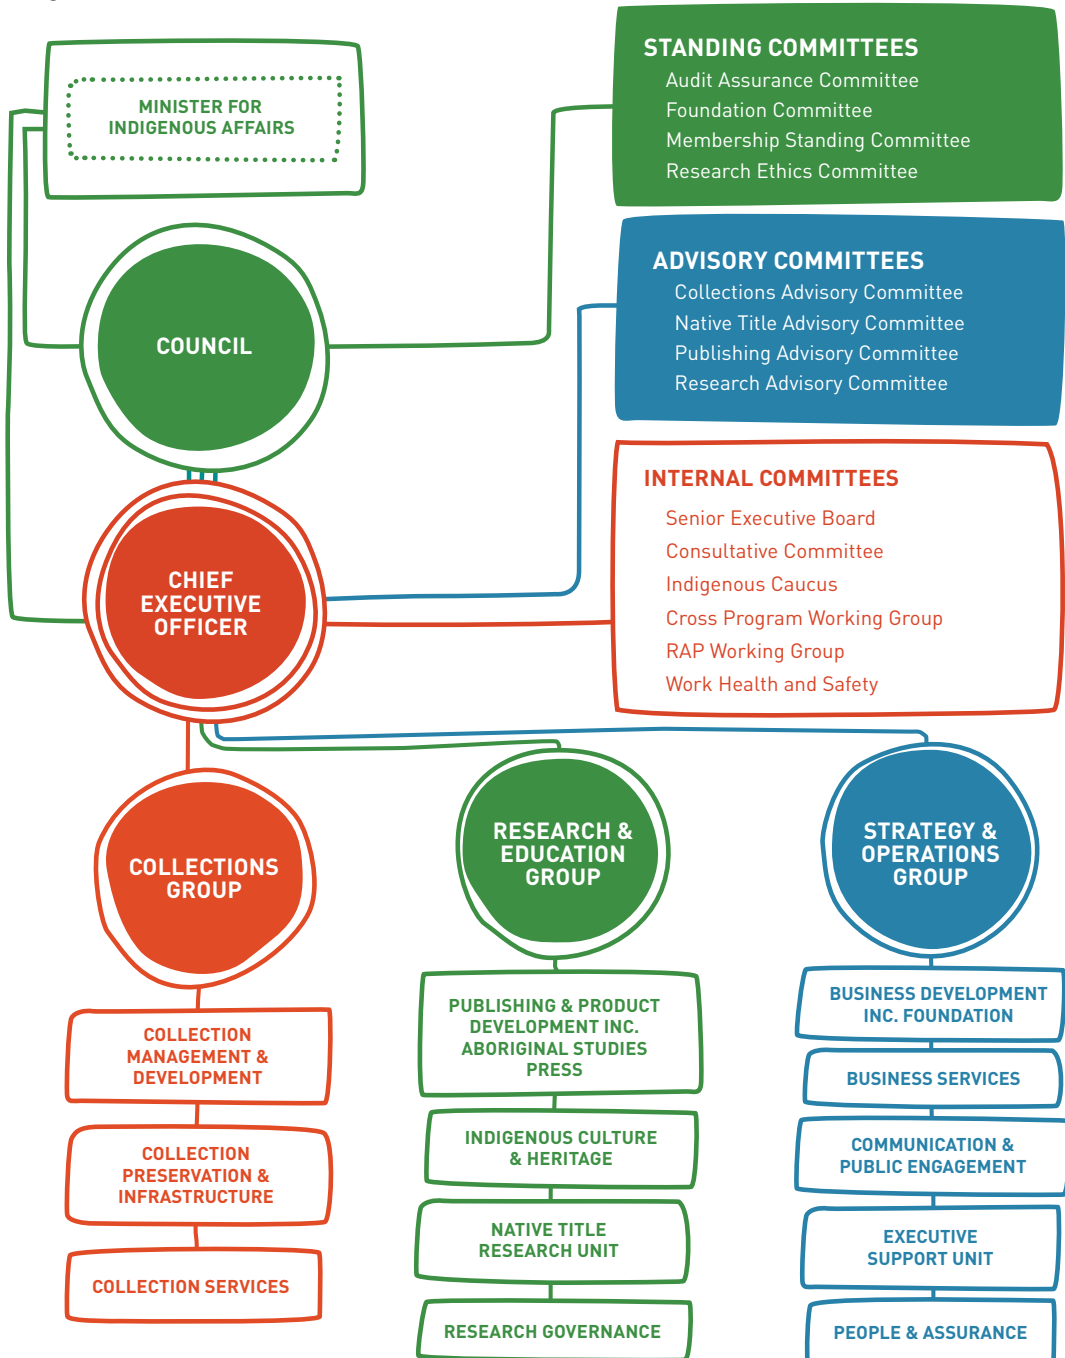 MINISTER FOR
INDIGENOUS AFFAIRS
STANDING COMMITTEES
Audit Assurance Committee
Foundation Committee
Membership Standing Committee
Research Ethics Committee
COUNCIL
ADVISORY COMMITTEES
Collections Advisory Committee
Native Title Advisory Committee
Publishing Advisory Committee
Research Advisory Committee
CHIEF
EXECUTIVE
OFFICER
INTERNAL COMMITTEES
Senior Executive Board
Consultative Committee
Indigenous Caucus
Cross Program Working Group
RAP Working Group
Work Health and Safety
COLLECTIONS
GROUP
COLLECTION
MANAGEMENT &
DEVELOPMENT
COLLECTION
PRESERVATION &
INFRASTRUCTURE
COLLECTION SERVICES
RESEARCH &
EDUCATION
GROUP
PUBLISHING & PRODUCT
DEVELOPMENT INC.
ABORIGINAL STUDIES
PRESS
INDIGENOUS CULTURE
& HERITAGE
NATIVE TITLE
RESEARCH UNIT
RESEARCH GOVERNANCE
STRATEGY &
OPERATIONS
GROUP
BUSINESS DEVELOPMENT
INC. FOUNDATION
BUSINESS SERVICES
COMMUNICATION &
PUBLIC ENGAGEMENT
EXECUTIVE
SUPPORT UNIT
PEOPLE & ASSURANCE